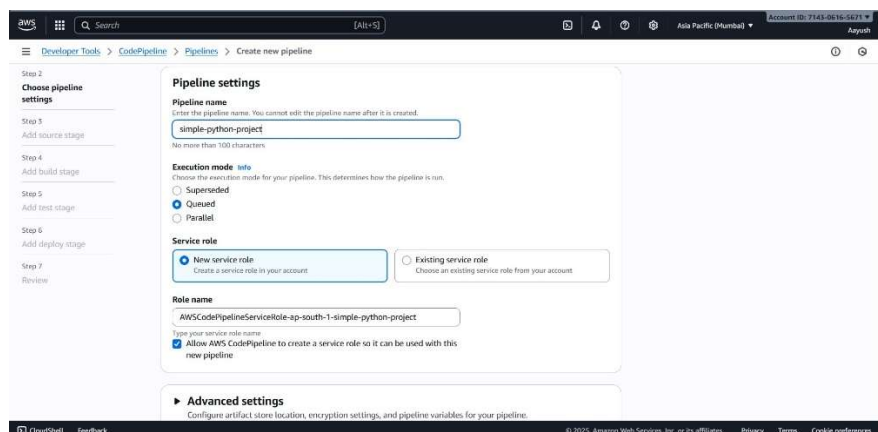 aws
Search [Alt+S]
Asia Pacific (Mumbai)
Account ID: 7143-0616-5671
Aayush
Developer Tools > CodePipeline > Pipelines > Create new pipeline
Step 2
Choose pipeline
settings
Step 3
Add source stage
Step 4
Add build stage
Step 5
Add test stage
Step 6
Add deploy stage
Step 7
Review
Pipeline settings
Pipeline name
Enter the pipeline name. You cannot edit the pipeline name after it is created.
simple-python-project
No more than 100 characters
Execution mode Info
Choose the execution mode for your pipeline. This determines how the pipeline is run.
Superseded
Queued
Parallel
Service role
New service role
Create a service role in your account
Existing service role
Choose an existing service role from your account
Role name
AWSCodePipelineServiceRole-ap-south-1-simple-python-project
Type your service role name
Allow AWS CodePipeline to create a service role so it can be used with this
new pipeline
Advanced settings
Configure artifact store location, encryption settings, and pipeline variables for your pipeline.
CloudShell Feedback © 2025, Amazon Web Services, Inc. or its affiliates. Privacy Terms Cookie preferences